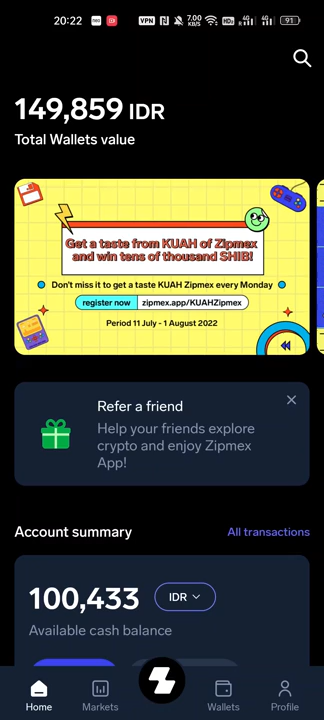 20:22 VPN 7.00 KB/S HD2 4G R 4G 91
149,859 IDR
Total Wallets value
Get a taste from KUAH of Zipmex
and win tens of thousand SHIB!
Don't miss it to get a taste KUAH Zipmex every Monday
register now zipmex.app/KUAHZipmex
Period 11 July - 1 August 2022
Refer a friend
Help your friends explore
crypto and enjoy Zipmex
App!
Account summary All transactions
100,433 IDR
Available cash balance
Home Markets Wallets Profile